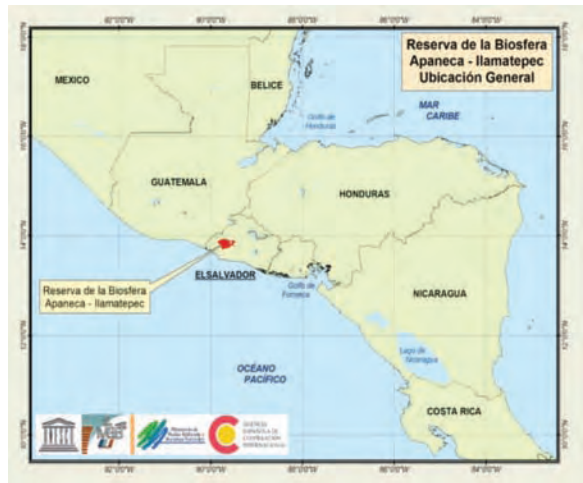 Reserva de la Biosfera
Apaneca - Ilamatepec
Ubicación General
MEXICO
BELICE
MAR
CARIBE
Golfo de
Honduras
GUATEMALA
HONDURAS
ELSALVADOR
Reserva de la Biosfera
Apaneca - Ilamatepec
Golfo de
Fonseca
NICARAGUA
Lago de
Nicaragua
OCÉANO
PACÍFICO
COSTA RICA